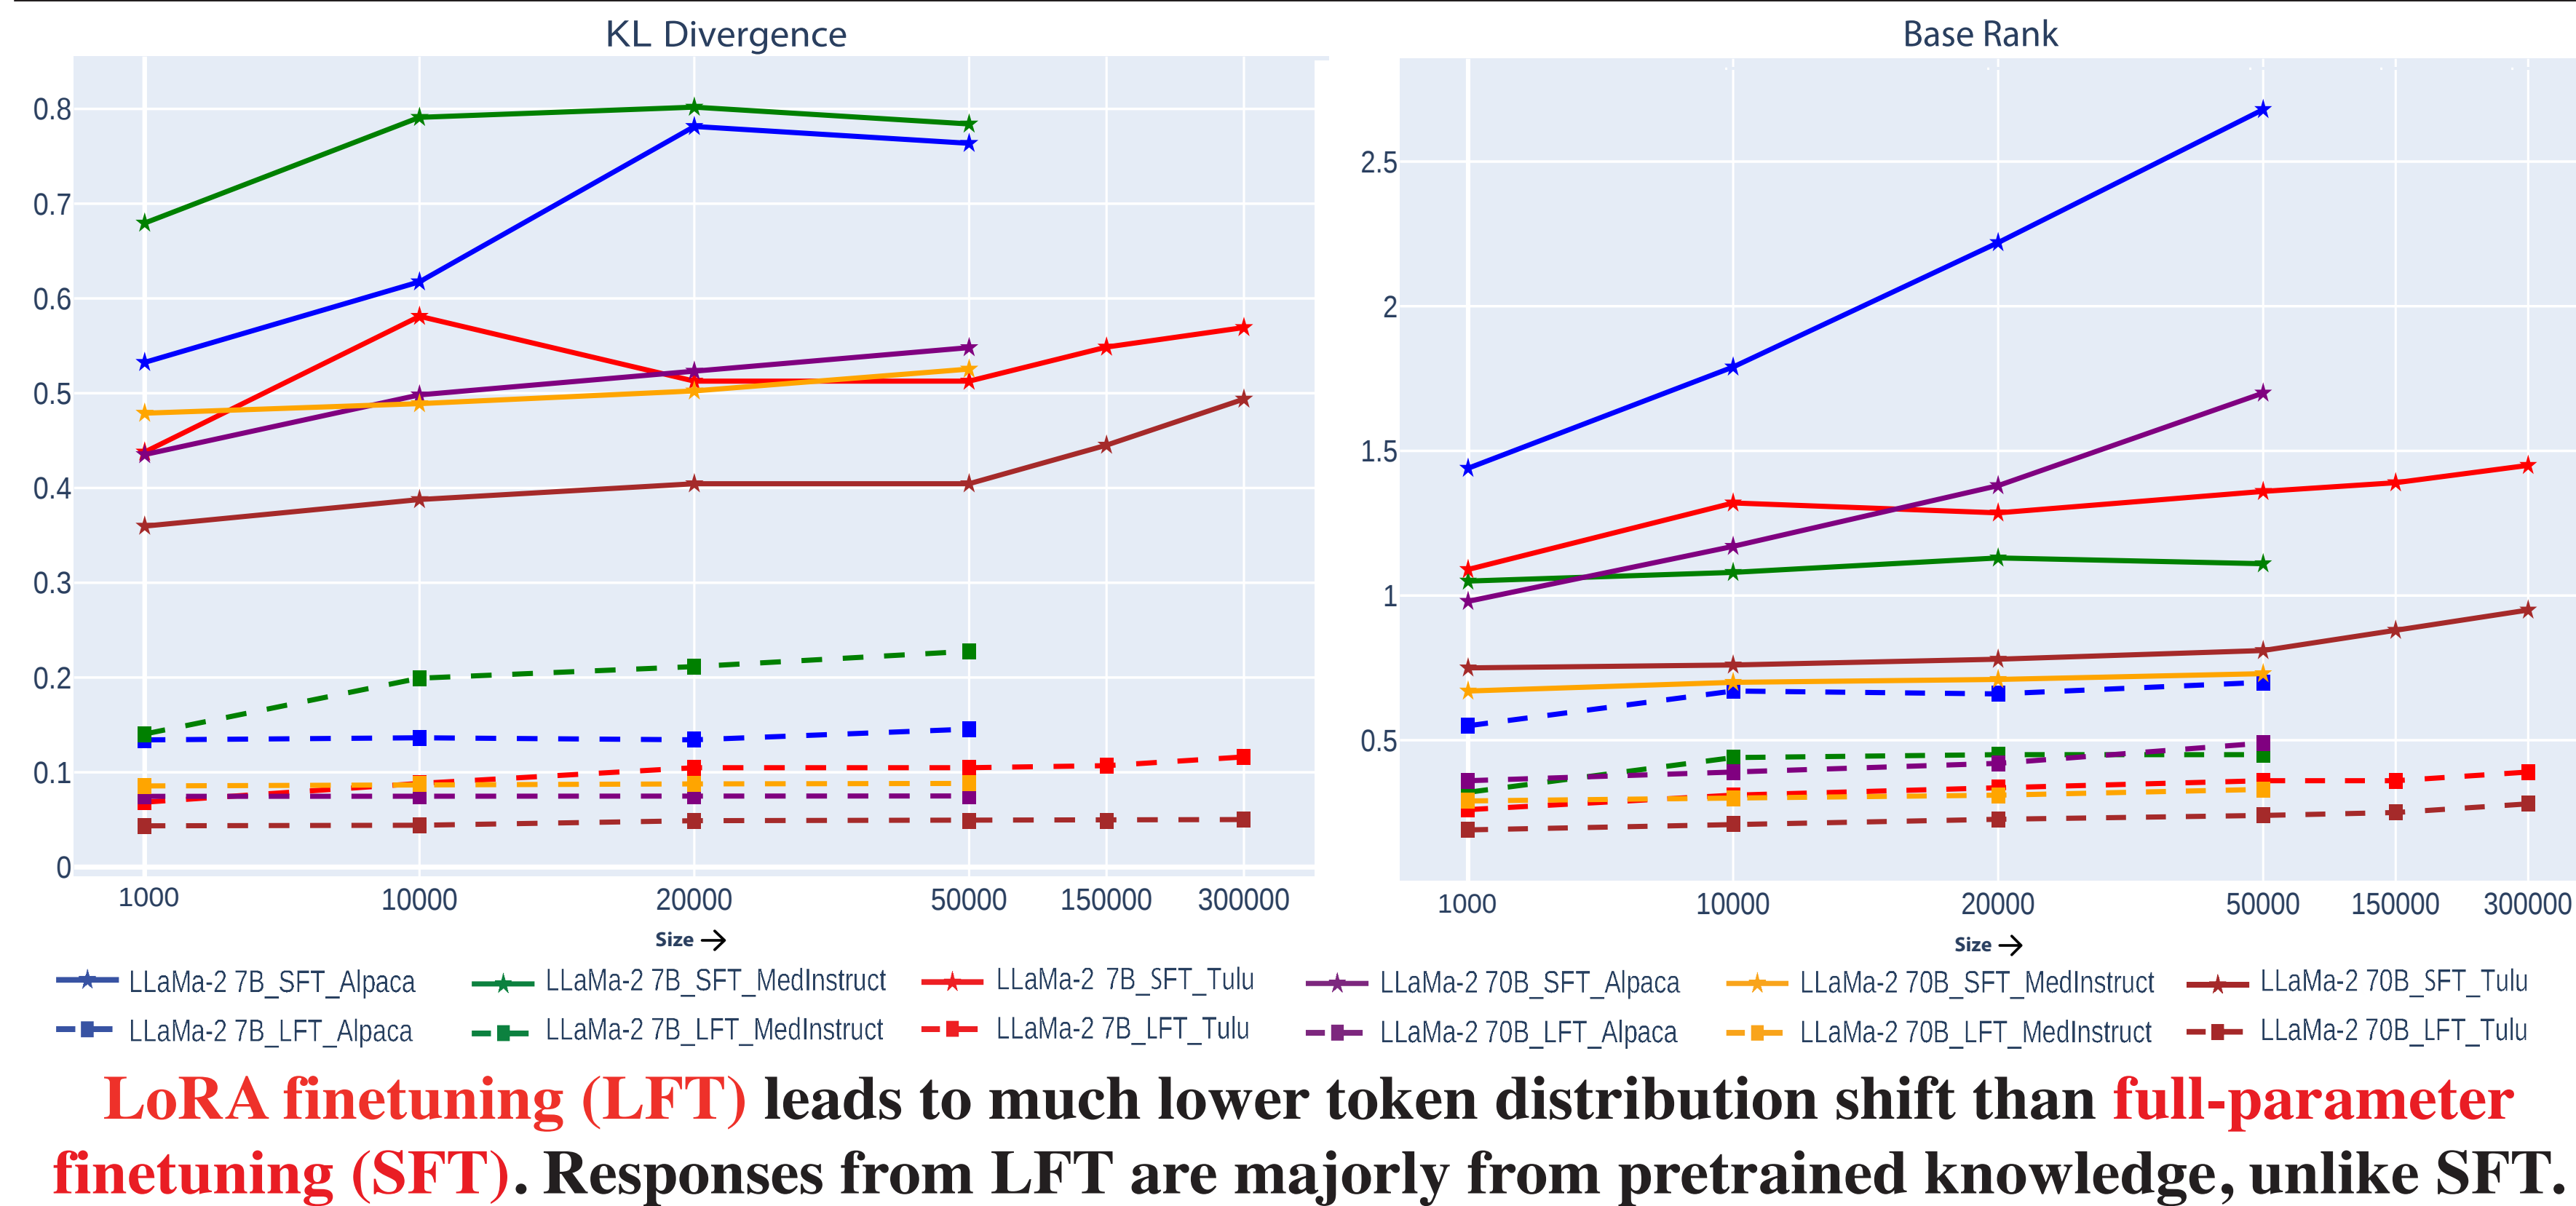 KL Divergence
0.8
0.7
0.6
0.5
0.4
0.3
0.2
0.1
0
1000 10000 20000 50000 150000 300000
Size →
Base Rank
2.5
2
1.5
1
0.5
1000 10000 20000 50000 150000 300000
Size →
LLaMa-2 7B_SFT_Alpaca LLaMa-2 7B_SFT_MedInstruct LLaMa-2 7B_SFT_Tulu LLaMa-2 70B_SFT_Alpaca LLaMa-2 70B_SFT_MedInstruct LLaMa-2 70B_SFT_Tulu
LLaMa-2 7B_LFT_Alpaca LLaMa-2 7B_LFT_MedInstruct LLaMa-2 7B_LFT_Tulu LLaMa-2 70B_LFT_Alpaca LLaMa-2 70B_LFT_MedInstruct LLaMa-2 70B_LFT_Tulu
LoRA finetuning (LFT) leads to much lower token distribution shift than full-parameter
finetuning (SFT). Responses from LFT are majorly from pretrained knowledge, unlike SFT.